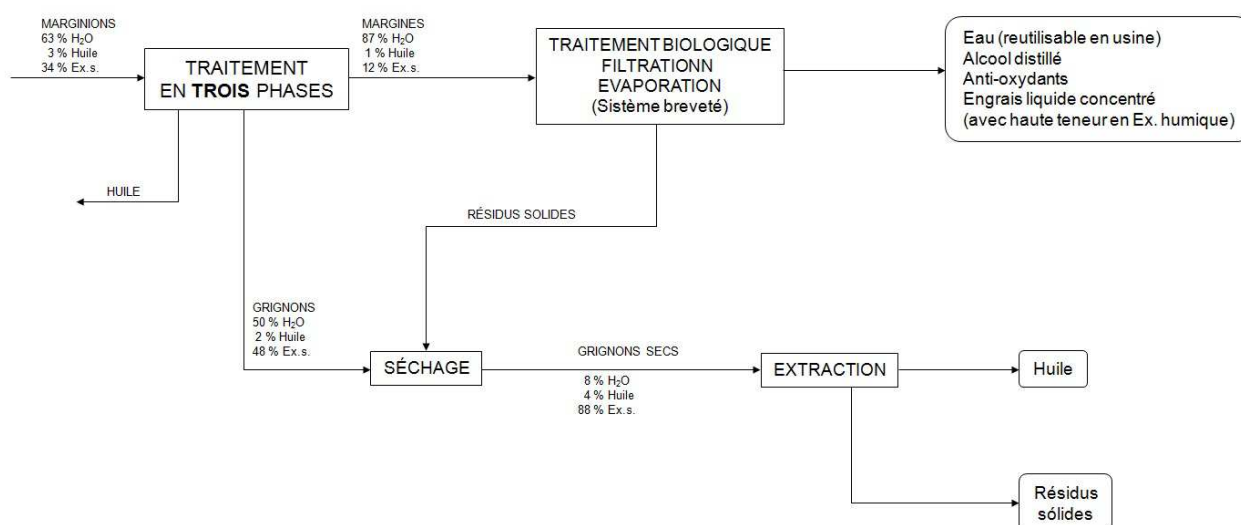 MARGINIONS
63 % H₂O
3 % Huile
34 % Ex.s.
TRAITEMENT
EN TROIS PHASES
MARGINES
87 % H₂O
1 % Huile
12 % Ex.s.
TRAITEMENT BIOLOGIQUE
FILTRATIONN
EVAPORATION
(Sistème breveté)
Eau (reutilisable en usine)
Alcool distillé
Anti-oxydants
Engrais liquide concentré
(avec haute teneur en Ex. humique)
HUILE
RÉSIDUS SOLIDES
GRIGNONS
50 % H₂O
2 % Huile
48 % Ex.s.
SÉCHAGE
GRIGNONS SECS
8 % H₂O
4 % Huile
88 % Ex.s.
EXTRACTION
Huile
Résidus
sólides